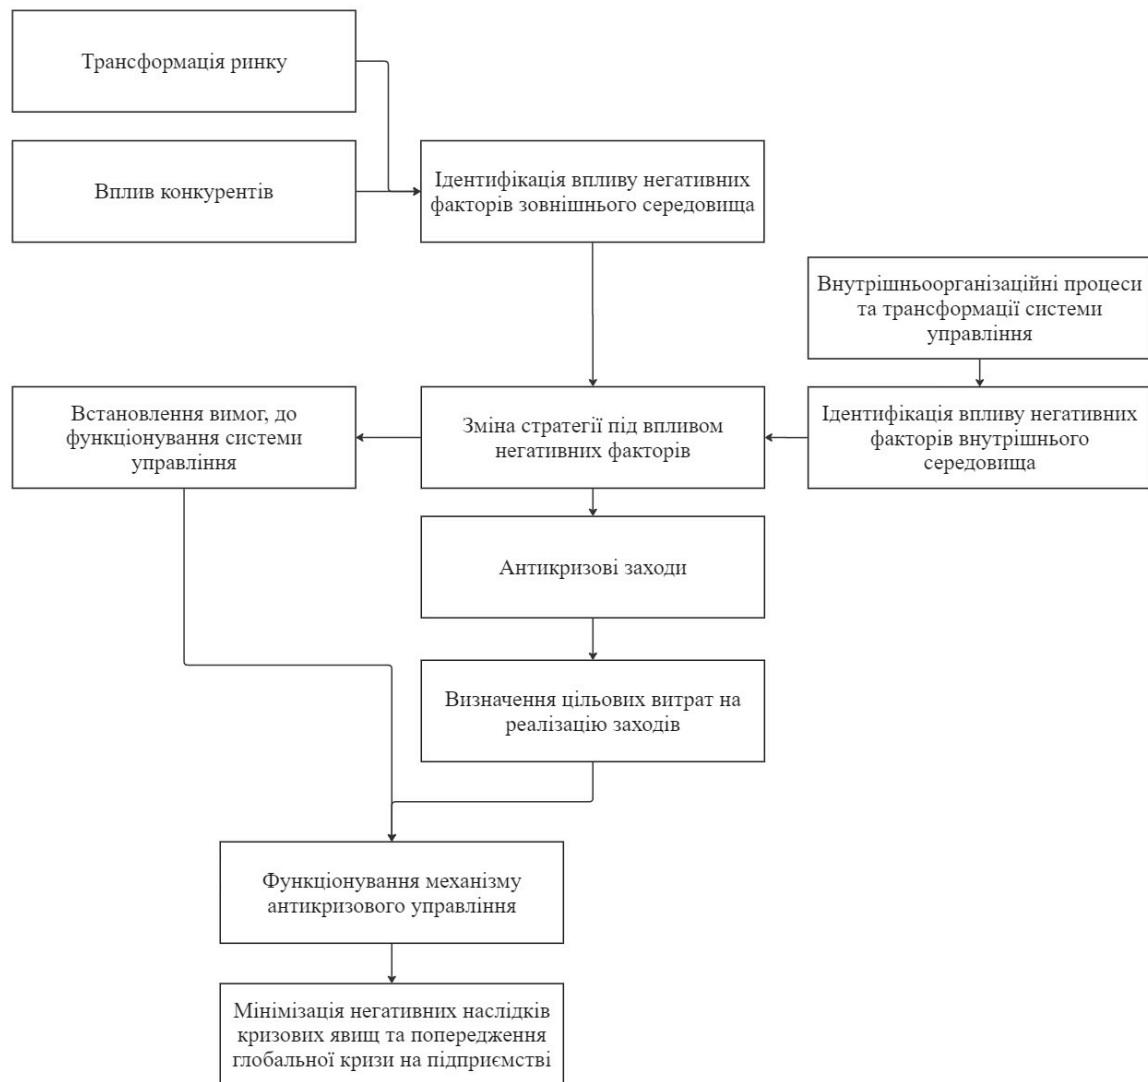 Трансформація ринку
Вплив конкурентів
Ідентифікація впливу негативних
факторів зовнішнього середовища
Внутрішньоорганізаційні процеси
та трансформації системи
управління
Встановлення вимог, до
функціонування системи
управління
Зміна стратегії під впливом
негативних факторів
Ідентифікація впливу негативних
факторів внутрішнього
середовища
Антикризові заходи
Визначення цільових витрат на
реалізацію заходів
Функціонування механізму
антикризового управління
Мінімізація негативних наслідків
кризових явищ та попередження
глобальної кризи на підприємстві